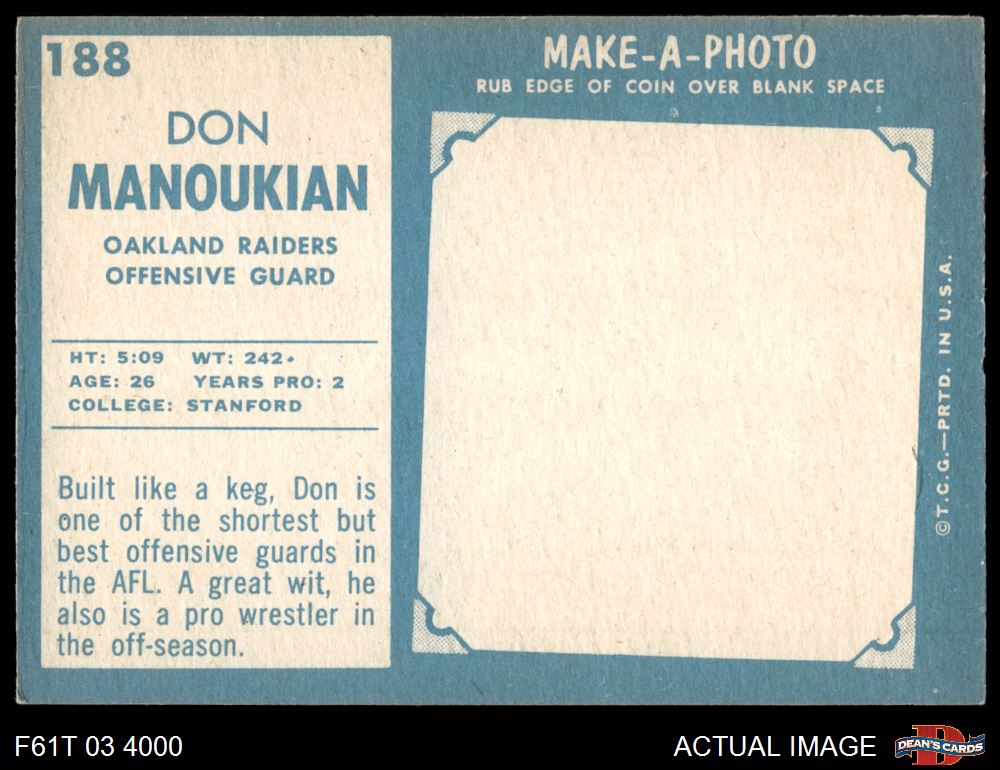 188
DON
MANOUKIAN
OAKLAND RAIDERS
OFFENSIVE GUARD
HT: 5:09 WT: 242
AGE: 26 YEARS PRO: 2
COLLEGE: STANFORD
Built like a keg, Don is
one of the shortest but
best offensive guards in
the AFL. A great wit, he
also is a pro wrestler in
the off-season.
MAKE-A-PHOTO
RUB EDGE OF COIN OVER BLANK SPACE
©T.C.G.—PRTD. IN U.S.A.
F61T 03 4000
ACTUAL IMAGE
DEAN'S CARDS